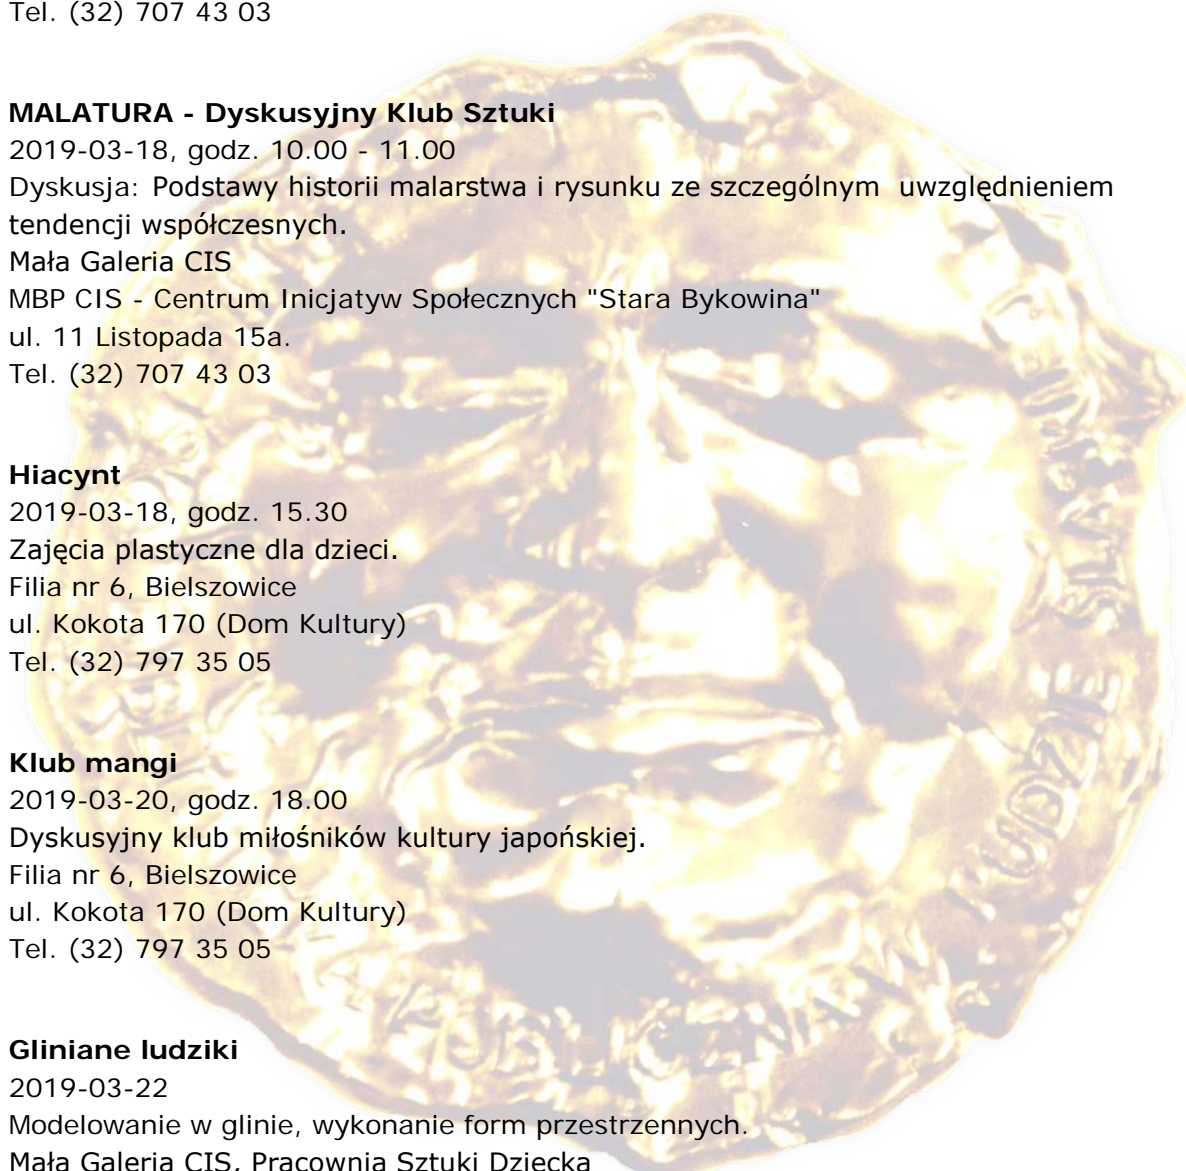 Tel. (32) 707 43 03
MALATURA - Dyskusyjny Klub Sztuki
2019-03-18, godz. 10.00 - 11.00
Dyskusja: Podstawy historii malarstwa i rysunku ze szczególnym  uwzględnieniem
tendencji współczesnych.
Mała Galeria CIS
MBP CIS - Centrum Inicjatyw Społecznych "Stara Bykowina"
ul. 11 Listopada 15a.
Tel. (32) 707 43 03
Hiacynt
2019-03-18, godz. 15.30
Zajęcia plastyczne dla dzieci.
Filia nr 6, Bielszowice
ul. Kokota 170 (Dom Kultury)
Tel. (32) 797 35 05
Klub mangi
2019-03-20, godz. 18.00
Dyskusyjny klub miłośników kultury japońskiej.
Filia nr 6, Bielszowice
ul. Kokota 170 (Dom Kultury)
Tel. (32) 797 35 05
Gliniane ludziki
2019-03-22
Modelowanie w glinie, wykonanie form przestrzennych.
Mała Galeria CIS, Pracownia Sztuki Dziecka
LUDZIE